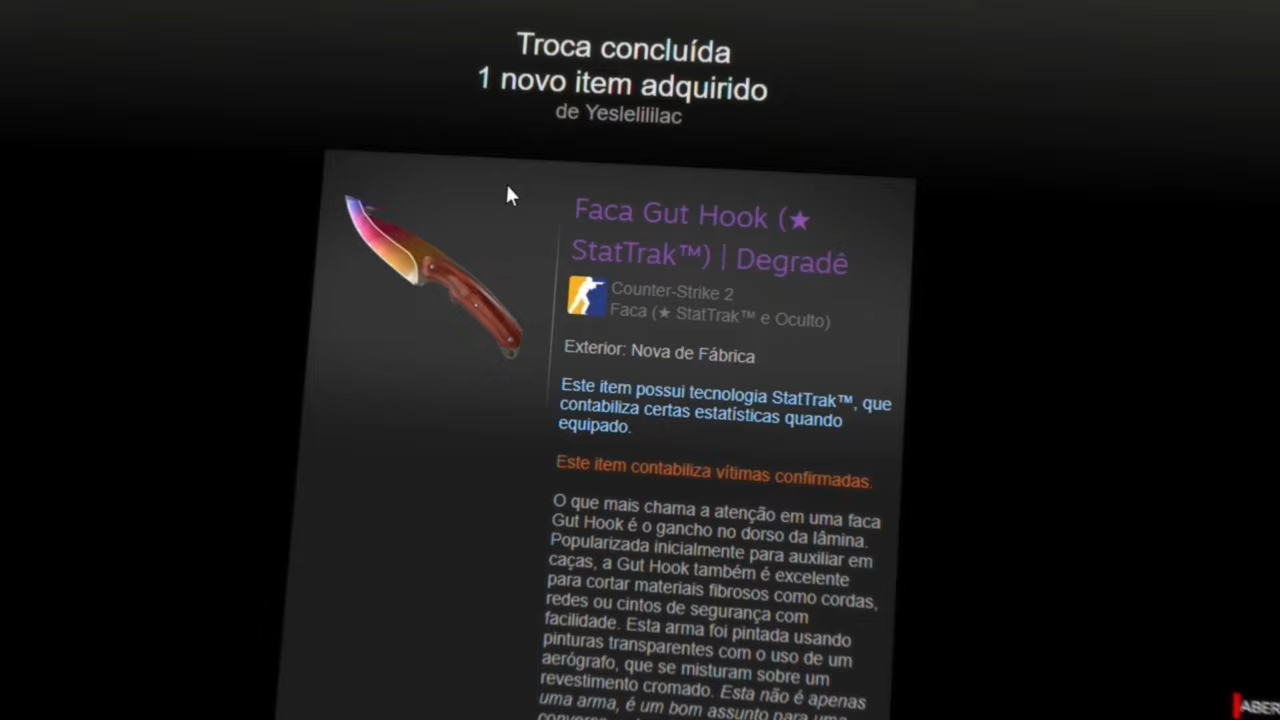 Troca concluída
1 novo item adquirido
de Yeslelililac
Faca Gut Hook (★
StatTrak™) | Degradê
Counter-Strike 2
Faca (★ StatTrak™ e Oculto)
Exterior: Nova de Fábrica
Este item possui tecnologia StatTrak™, que
contabiliza certas estatísticas quando
equipado.
Este item contabiliza vítimas confirmadas.
O que mais chama a atenção em uma faca
Gut Hook é o gancho no dorso da lâmina.
Popularizada inicialmente para auxiliar em
caças, a Gut Hook também é excelente
para cortar materiais fibrosos como cordas,
redes ou cintos de segurança com
facilidade. Esta arma foi pintada usando
pinturas transparentes com o uso de um
aerógrafo, que se misturam sobre um
revestimento cromado. Esta não é apenas
uma arma, é um bom assunto para uma
ABER